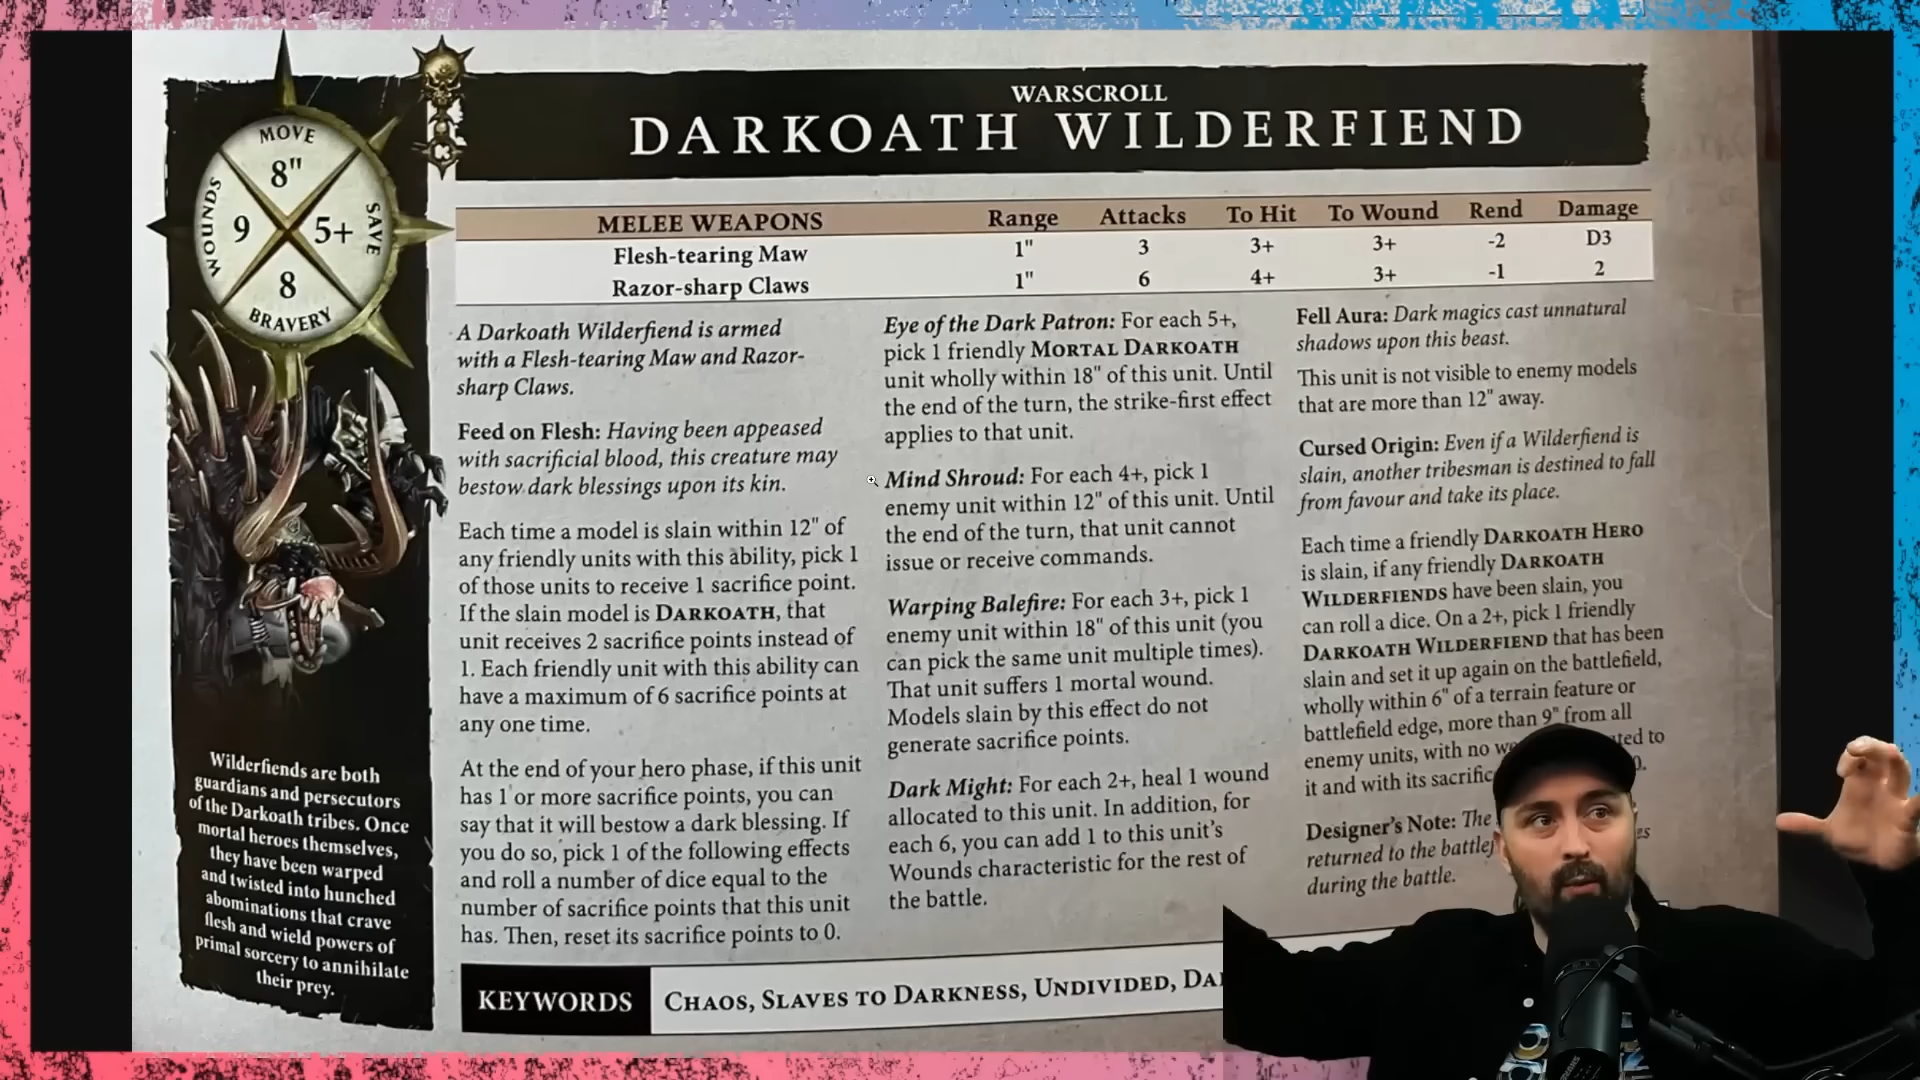 WARSCROLL
DARKOATH WILDERFIEND
MOVE
8"
WOUNDS
9
5+
SAVE
8
BRAVERY
MELEE WEAPONS Range Attacks To Hit To Wound Rend Damage
Flesh-tearing Maw 1" 3 3+ 3+ -2 D3
Razor-sharp Claws 1" 6 4+ 3+ -1 2
A Darkoath Wilderfiend is armed
with a Flesh-tearing Maw and Razor-
sharp Claws.
Feed on Flesh: Having been appeased
with sacrificial blood, this creature may
bestow dark blessings upon its kin.
Each time a model is slain within 12" of
any friendly units with this ability, pick 1
of those units to receive 1 sacrifice point.
If the slain model is DARKOATH, that
unit receives 2 sacrifice points instead of
1. Each friendly unit with this ability can
have a maximum of 6 sacrifice points at
any one time.
At the end of your hero phase, if this unit
has 1 or more sacrifice points, you can
say that it will bestow a dark blessing. If
you do so, pick 1 of the following effects
and roll a number of dice equal to the
number of sacrifice points that this unit
has. Then, reset its sacrifice points to 0.
Eye of the Dark Patron: For each 5+,
pick 1 friendly MORTAL DARKOATH
unit wholly within 18" of this unit. Until
the end of the turn, the strike-first effect
applies to that unit.
Mind Shroud: For each 4+, pick 1
enemy unit within 12" of this unit. Until
the end of the turn, that unit cannot
issue or receive commands.
Warping Balefire: For each 3+, pick 1
enemy unit within 18" of this unit (you
can pick the same unit multiple times).
That unit suffers 1 mortal wound.
Models slain by this effect do not
generate sacrifice points.
Dark Might: For each 2+, heal 1 wound
allocated to this unit. In addition, for
each 6, you can add 1 to this unit's
Wounds characteristic for the rest of
the battle.
Fell Aura: Dark magics cast unnatural
shadows upon this beast.
This unit is not visible to enemy models
that are more than 12" away.
Cursed Origin: Even if a Wilderfiend is
slain, another tribesman is destined to fall
from favour and take its place.
Each time a friendly DARKOATH HERO
is slain, if any friendly DARKOATH
WILDERFIENDS have been slain, you
can roll a dice. On a 2+, pick 1 friendly
DARKOATH WILDERFIEND that has been
slain and set it up again on the battlefield,
wholly within 6" of a terrain feature or
battlefield edge, more than 9" from all
enemy units, with no to
it and with its
Designer's Note: The
returned to the
during the battle.
Wilderfiends are both
guardians and persecutors
of the Darkoath tribes. Once
mortal heroes themselves,
they have been warped
and twisted into hunched
abominations that crave
flesh and wield powers of
primal sorcery to annihilate
their prey.
KEYWORDS CHAOS, SLAVES TO DARKNESS, UNDIVIDED,